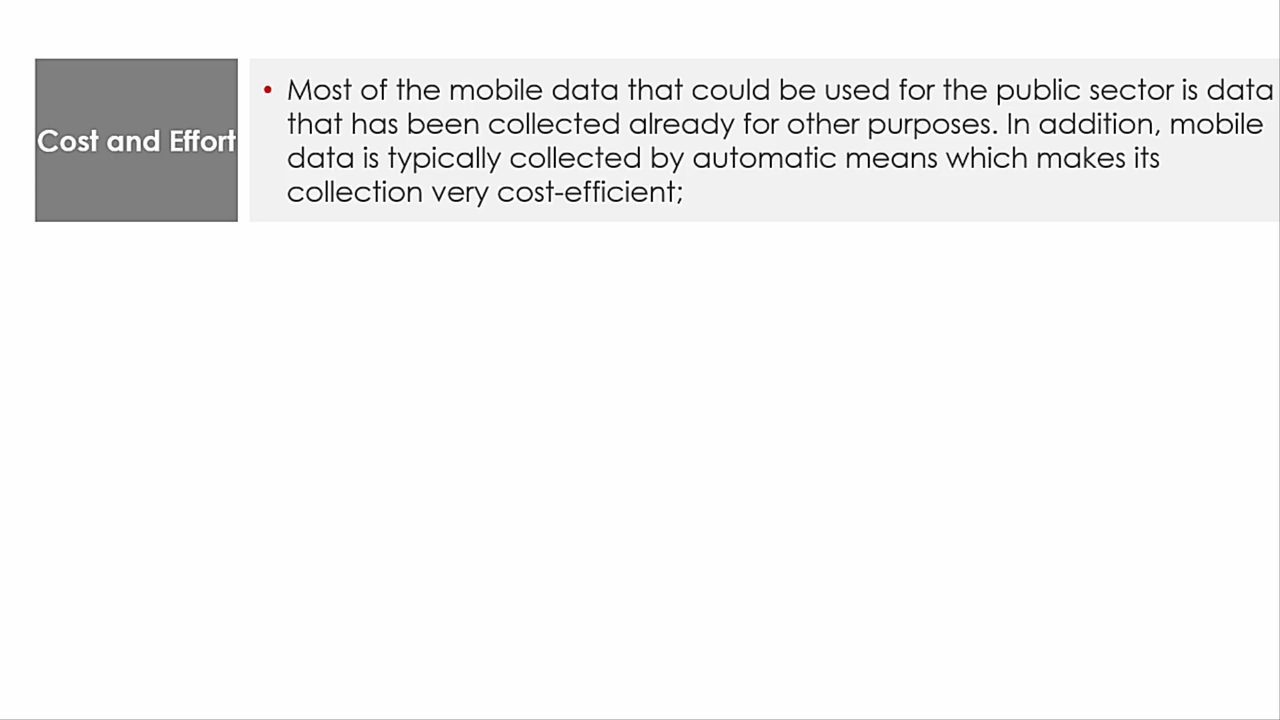 Cost and Effort
• Most of the mobile data that could be used for the public sector is data
that has been collected already for other purposes. In addition, mobile
data is typically collected by automatic means which makes its
collection very cost-efficient;